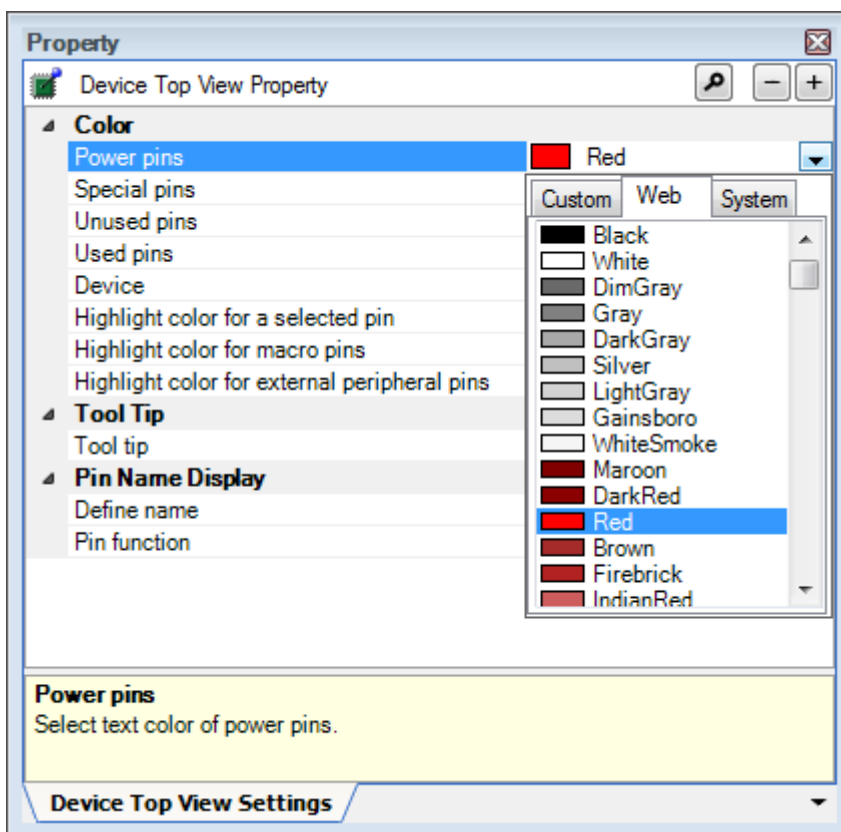 Property
Device Top View Property
Color
Power pins Red
Special pins
Unused pins
Used pins
Device
Highlight color for a selected pin
Highlight color for macro pins
Highlight color for external peripheral pins
Tool Tip
Tool tip
Pin Name Display
Define name
Pin function
Custom Web System
Black
White
DimGray
Gray
DarkGray
Silver
LightGray
Gainsboro
WhiteSmoke
Maroon
DarkRed
Red
Brown
Firebrick
IndianRed
Power pins
Select text color of power pins.
Device Top View Settings